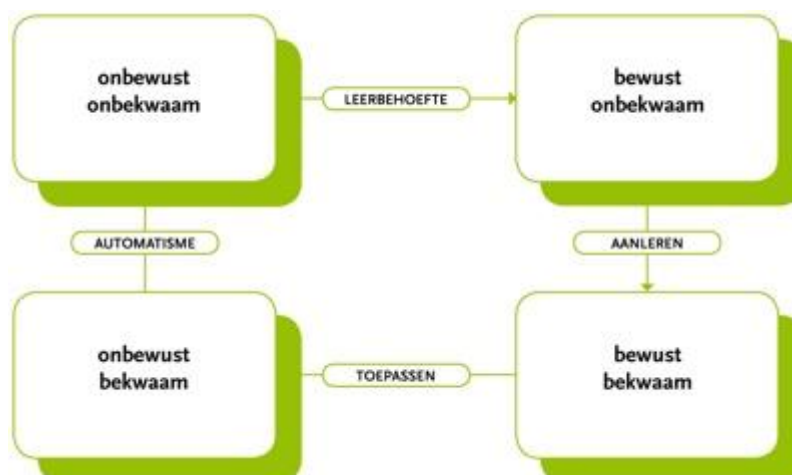 onbewust
onbekwaam
LEERBEHOEFTE
bewust
onbekwaam
AUTOMATISME
AANLEREN
onbewust
bekwaam
TOEPASSEN
bewust
bekwaam